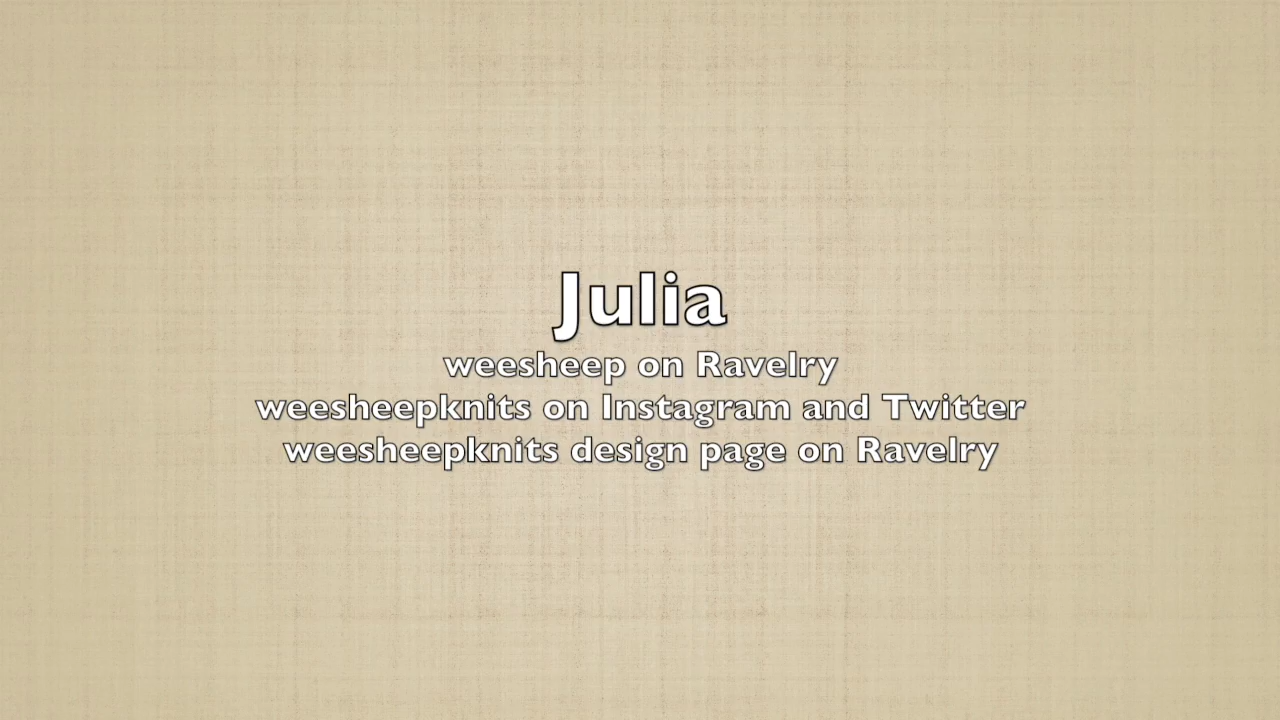 Julia
weesheep on Ravelry
weesheepknits on Instagram and Twitter
weesheepknits design page on Ravelry